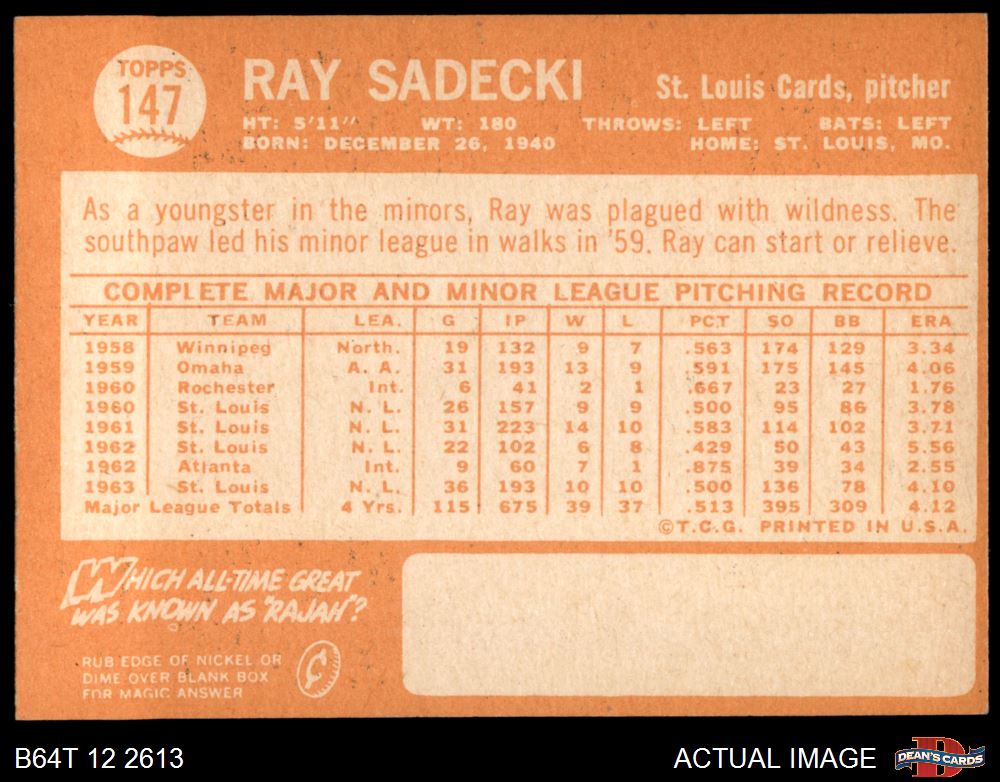 TOPPS
147
RAY SADECKI
St. Louis Cards, pitcher
HT: 5'11" WT: 180 THROWS: LEFT BATS: LEFT
BORN: DECEMBER 26, 1940 HOME: ST. LOUIS, MO.
As a youngster in the minors, Ray was plagued with wildness. The
southpaw led his minor league in walks in '59. Ray can start or relieve.
COMPLETE MAJOR AND MINOR LEAGUE PITCHING RECORD
YEAR TEAM LEA. G IP W L PCT SO BB ERA
1958 Winnipeg North. 19 132 9 7 .563 174 129 3.34
1959 Omaha A. A. 31 193 13 9 .591 175 145 4.06
1960 Rochester Int. 6 41 2 1 .667 23 27 1.76
1960 St. Louis N. L. 26 157 9 9 .500 95 86 3.78
1961 St. Louis N. L. 31 223 14 10 .583 114 102 3.71
1962 St. Louis N. L. 22 102 6 8 .429 50 43 5.56
1962 Atlanta Int. 9 60 7 1 .875 39 34 2.55
1963 St. Louis N. L. 36 193 10 10 .500 136 78 4.10
Major League Totals 4 Yrs. 115 675 39 37 .513 395 309 4.12
©T.C.G. PRINTED IN U.S.A.
WHICH ALL-TIME GREAT
WAS KNOWN AS "RAJAH"?
RUB EDGE OF NICKEL OR
DIME OVER BLANK BOX
FOR MAGIC ANSWER
¢
B64T 12 2613
ACTUAL IMAGE
D
DEAN'S CARDS